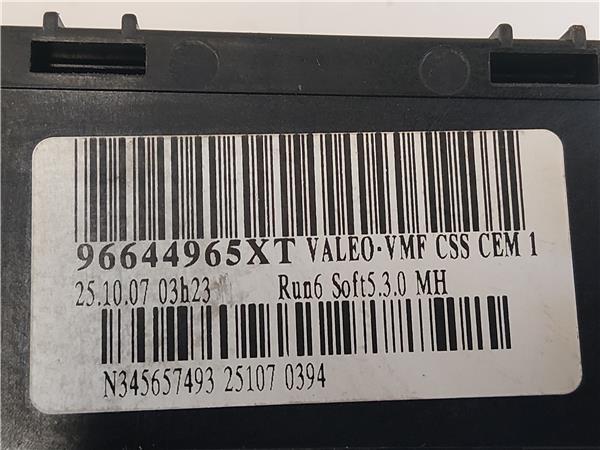 96644965XT VALEO-VMF CSS CEM 1
25.10.07 03h23 Run6 Soft5.3.0 MH
N345657493 25107 0394